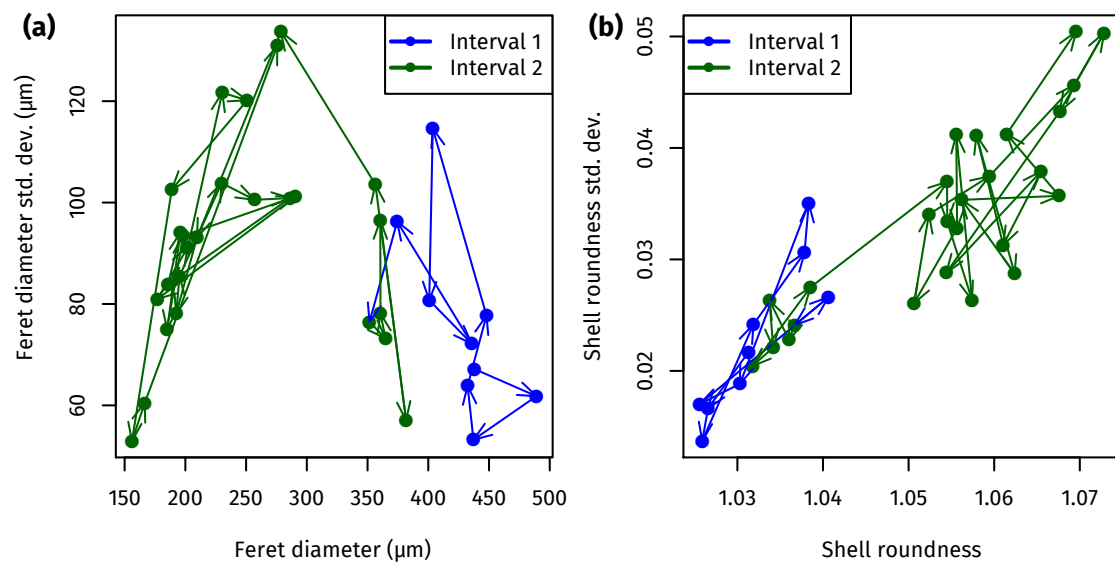 (a)
Interval 1
Interval 2
Feret diameter std. dev. (µm)
60 80 100 120
150 200 250 300 350 400 450 500
Feret diameter (µm)
(b)
Interval 1
Interval 2
Shell roundness std. dev.
0.02 0.03 0.04 0.05
1.03 1.04 1.05 1.06 1.07
Shell roundness